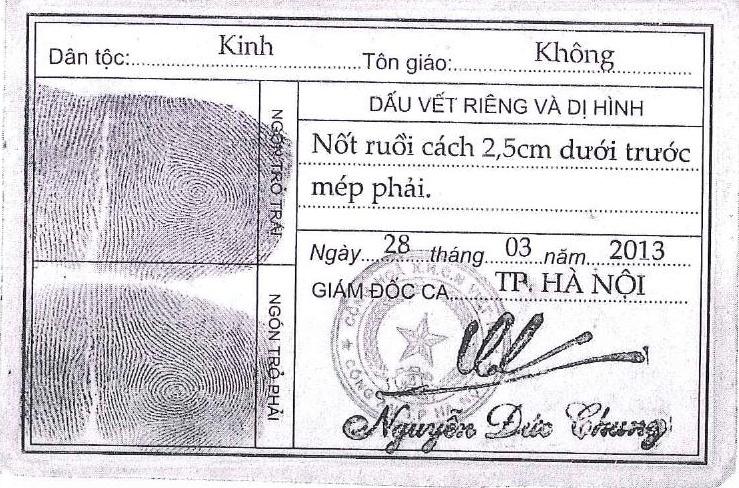 Dân tộc: Kinh Tôn giáo: Không
NGÓN TRỎ TRÁI
DẤU VẾT RIÊNG VÀ DỊ HÌNH
Nốt ruồi cách 2,5cm dưới trước
mép phải.
Ngày 28 tháng 03 năm 2013
GIÁM ĐỐC CA TP. HÀ NỘI
NGÓN TRỎ PHẢI
Nguyễn Đức Chung